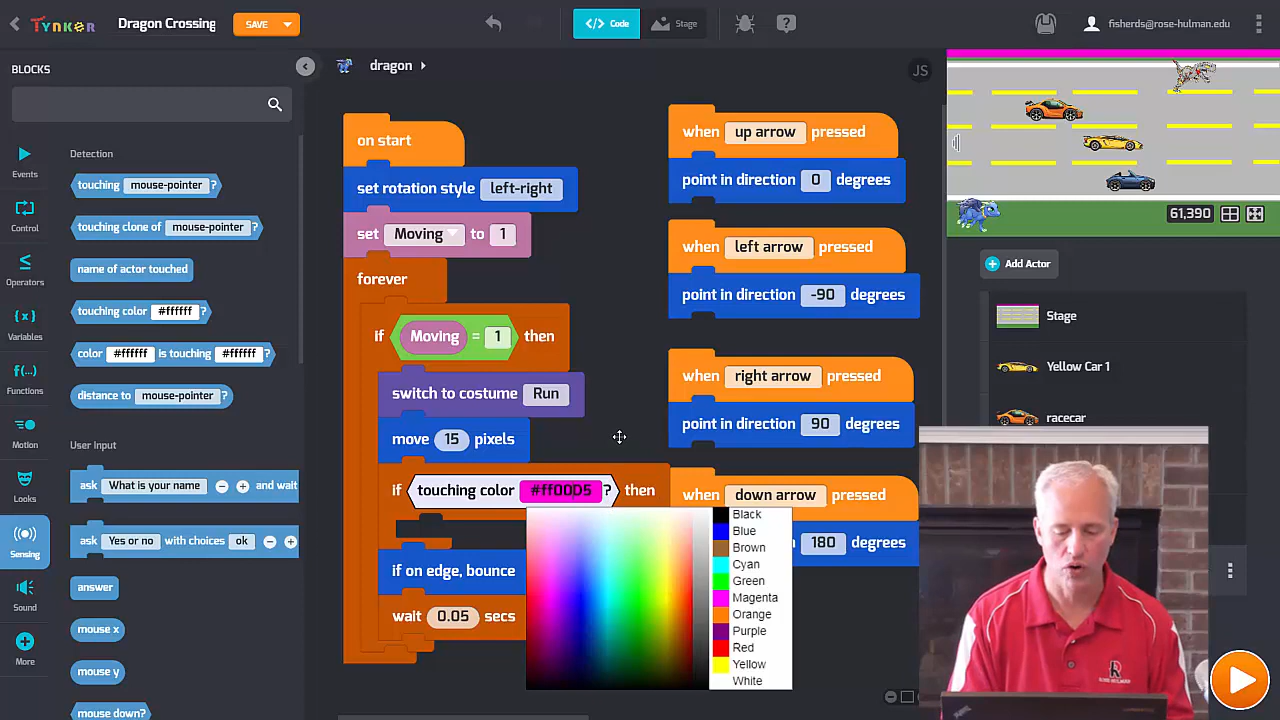 TYNKER Dragon Crossing SAVE Code Stage fisherds@rose-hulman.edu
BLOCKS
dragon
JS
Events
Control
Operators
Variables
Functions
Motion
Looks
Sensing
Sound
More
Detection
touching mouse-pointer ?
touching clone of mouse-pointer ?
name of actor touched
touching color #ffffff ?
color #ffffff is touching #ffffff ?
distance to mouse-pointer ?
User Input
ask What is your name and wait
ask Yes or no with choices ok
answer
mouse x
mouse y
mouse down?
on start
set rotation style left-right
set Moving to 1
forever
if Moving = 1 then
switch to costume Run
move 15 pixels
if touching color #ff00D5 ? then
if on edge, bounce
wait 0.05 secs
Black
Blue
Brown
Cyan
Green
Magenta
Orange
Purple
Red
Yellow
White
when up arrow pressed
point in direction 0 degrees
when left arrow pressed
point in direction -90 degrees
when right arrow pressed
point in direction 90 degrees
when down arrow pressed
180 degrees
61,390
Add Actor
Stage
Yellow Car 1
racecar